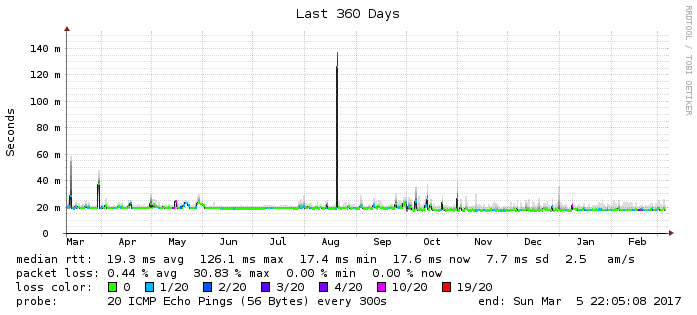 Last 360 Days
RRDTOOL / TOBI OETIKER
Seconds
140 m
120 m
100 m
80 m
60 m
40 m
20 m
0
Mar Apr May Jun Jul Aug Sep Oct Nov Dec Jan Feb
median rtt: 19.3 ms avg 126.1 ms max 17.4 ms min 17.6 ms now 7.7 ms sd 2.5 am/s
packet loss: 0.44 % avg 30.83 % max 0.00 % min 0.00 % now
loss color: 0 1/20 2/20 3/20 4/20 10/20 19/20
probe: 20 ICMP Echo Pings (56 Bytes) every 300s end: Sun Mar 5 22:05:08 2017